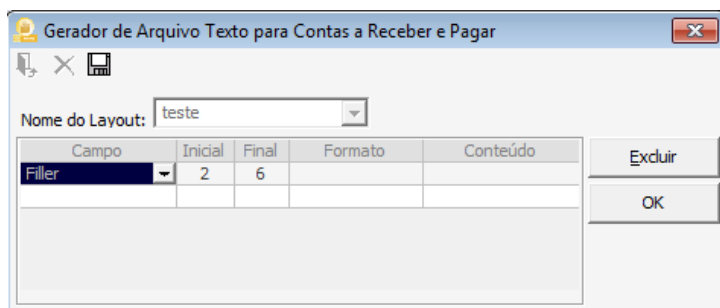 Gerador de Arquivo Texto para Contas a Receber e Pagar
Nome do Layout: teste
Campo Inicial Final Formato Conteúdo
Filler 2 6
Excluir
OK